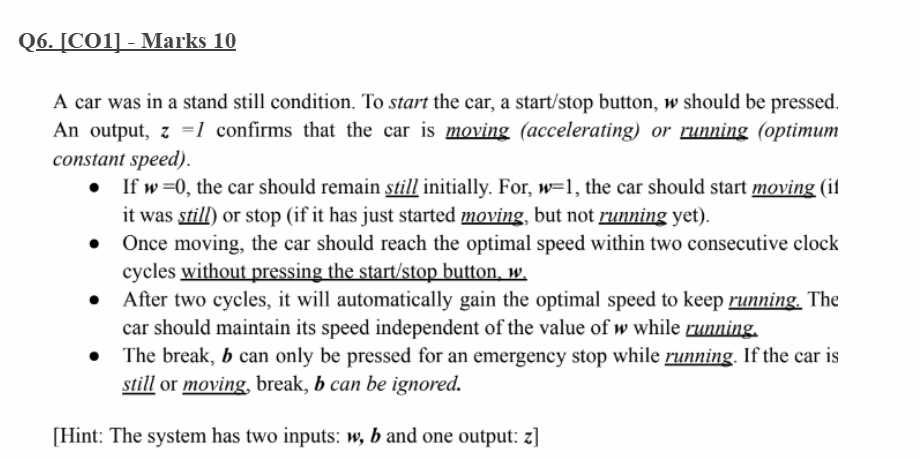 Q6. [CO1] - Marks 10
A car was in a stand still condition. To start the car, a start/stop button, w should be pressed.
An output, z =1 confirms that the car is moving (accelerating) or running (optimum
constant speed).
● If w =0, the car should remain still initially. For, w=1, the car should start moving (if
it was still) or stop (if it has just started moving, but not running yet).
● Once moving, the car should reach the optimal speed within two consecutive clock
cycles without pressing the start/stop button, w.
● After two cycles, it will automatically gain the optimal speed to keep running. The
car should maintain its speed independent of the value of w while running.
● The break, b can only be pressed for an emergency stop while running. If the car is
still or moving, break, b can be ignored.
[Hint: The system has two inputs: w, b and one output: z]